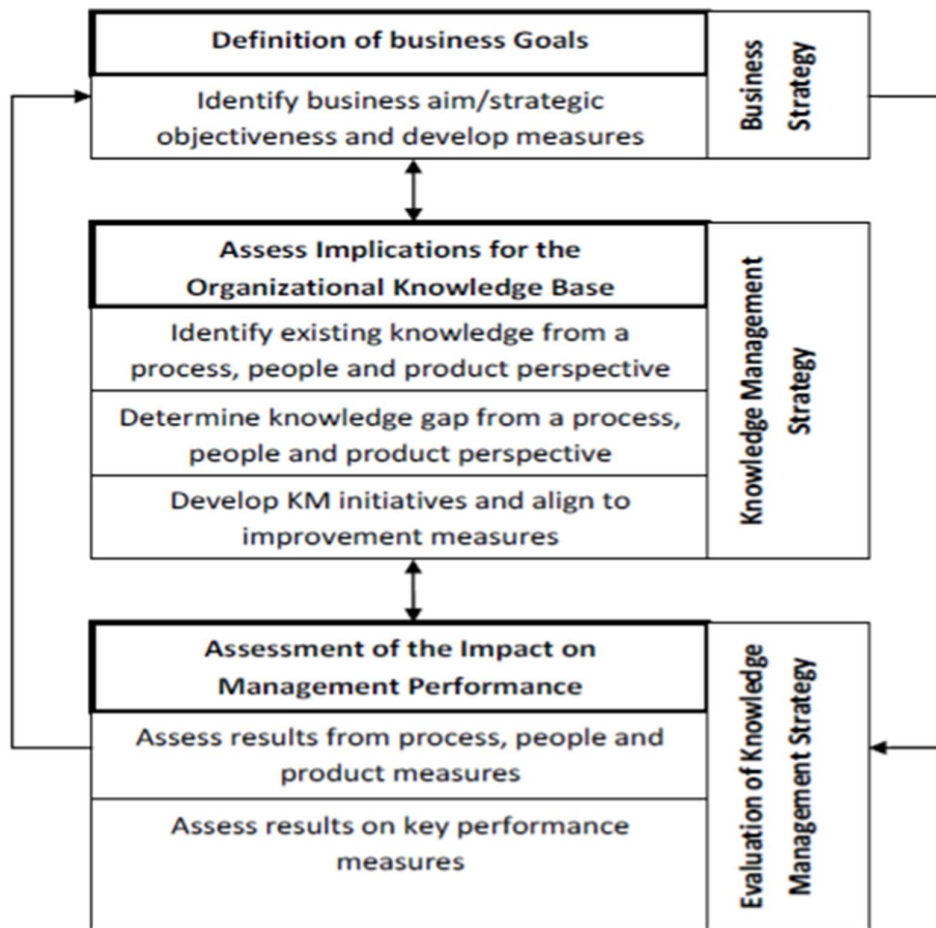 Definition of business Goals
Identify business aim/strategic
objectiveness and develop measures
Business
Strategy
Assess Implications for the
Organizational Knowledge Base
Identify existing knowledge from a
process, people and product perspective
Determine knowledge gap from a process,
people and product perspective
Develop KM initiatives and align to
improvement measures
Knowledge Management
Strategy
Assessment of the Impact on
Management Performance
Assess results from process, people and
product measures
Assess results on key performance
measures
Evaluation of Knowledge
Management Strategy